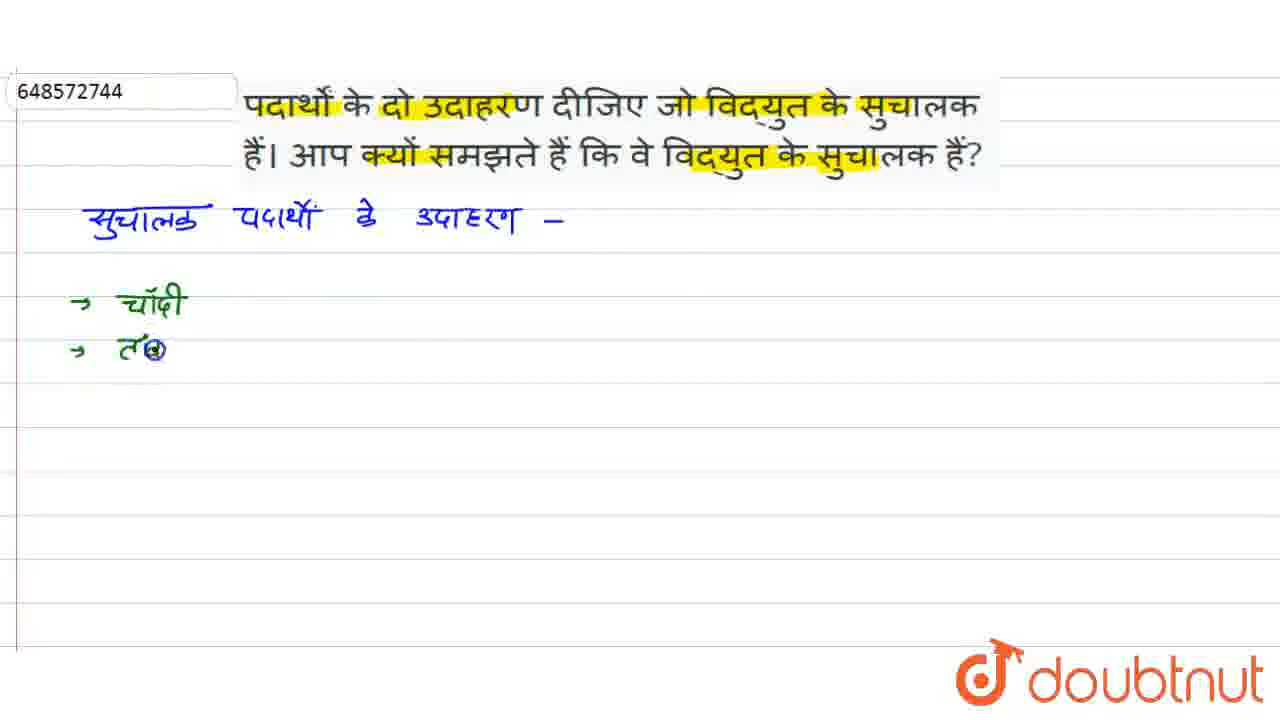 648572744
पदार्थों के दो उदाहरण दीजिए जो विद्युत के सुचालक
हैं। आप क्यों समझते हैं कि वे विद्युत के सुचालक हैं?
सुचालक पदार्थों के उदाहरण –
→ चाँदी
→
doubtnut